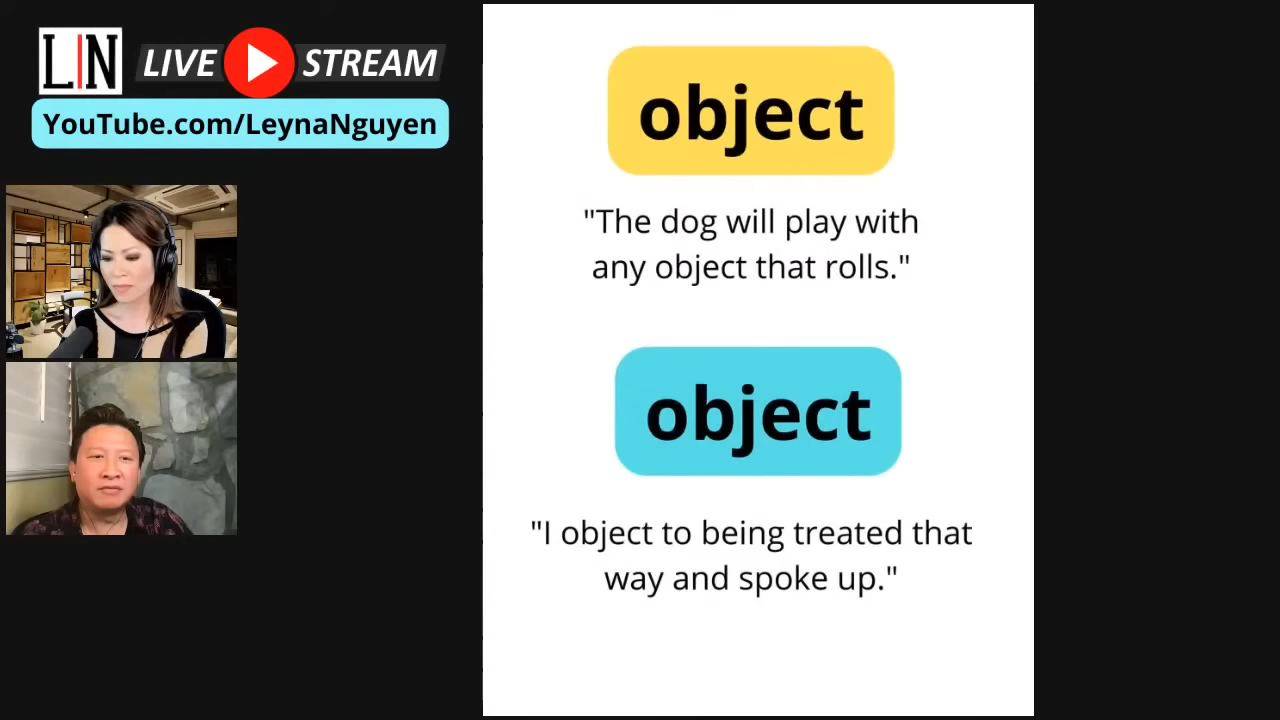 LIN LIVE STREAM
YouTube.com/LeynaNguyen
object
"The dog will play with
any object that rolls."
object
"I object to being treated that
way and spoke up."